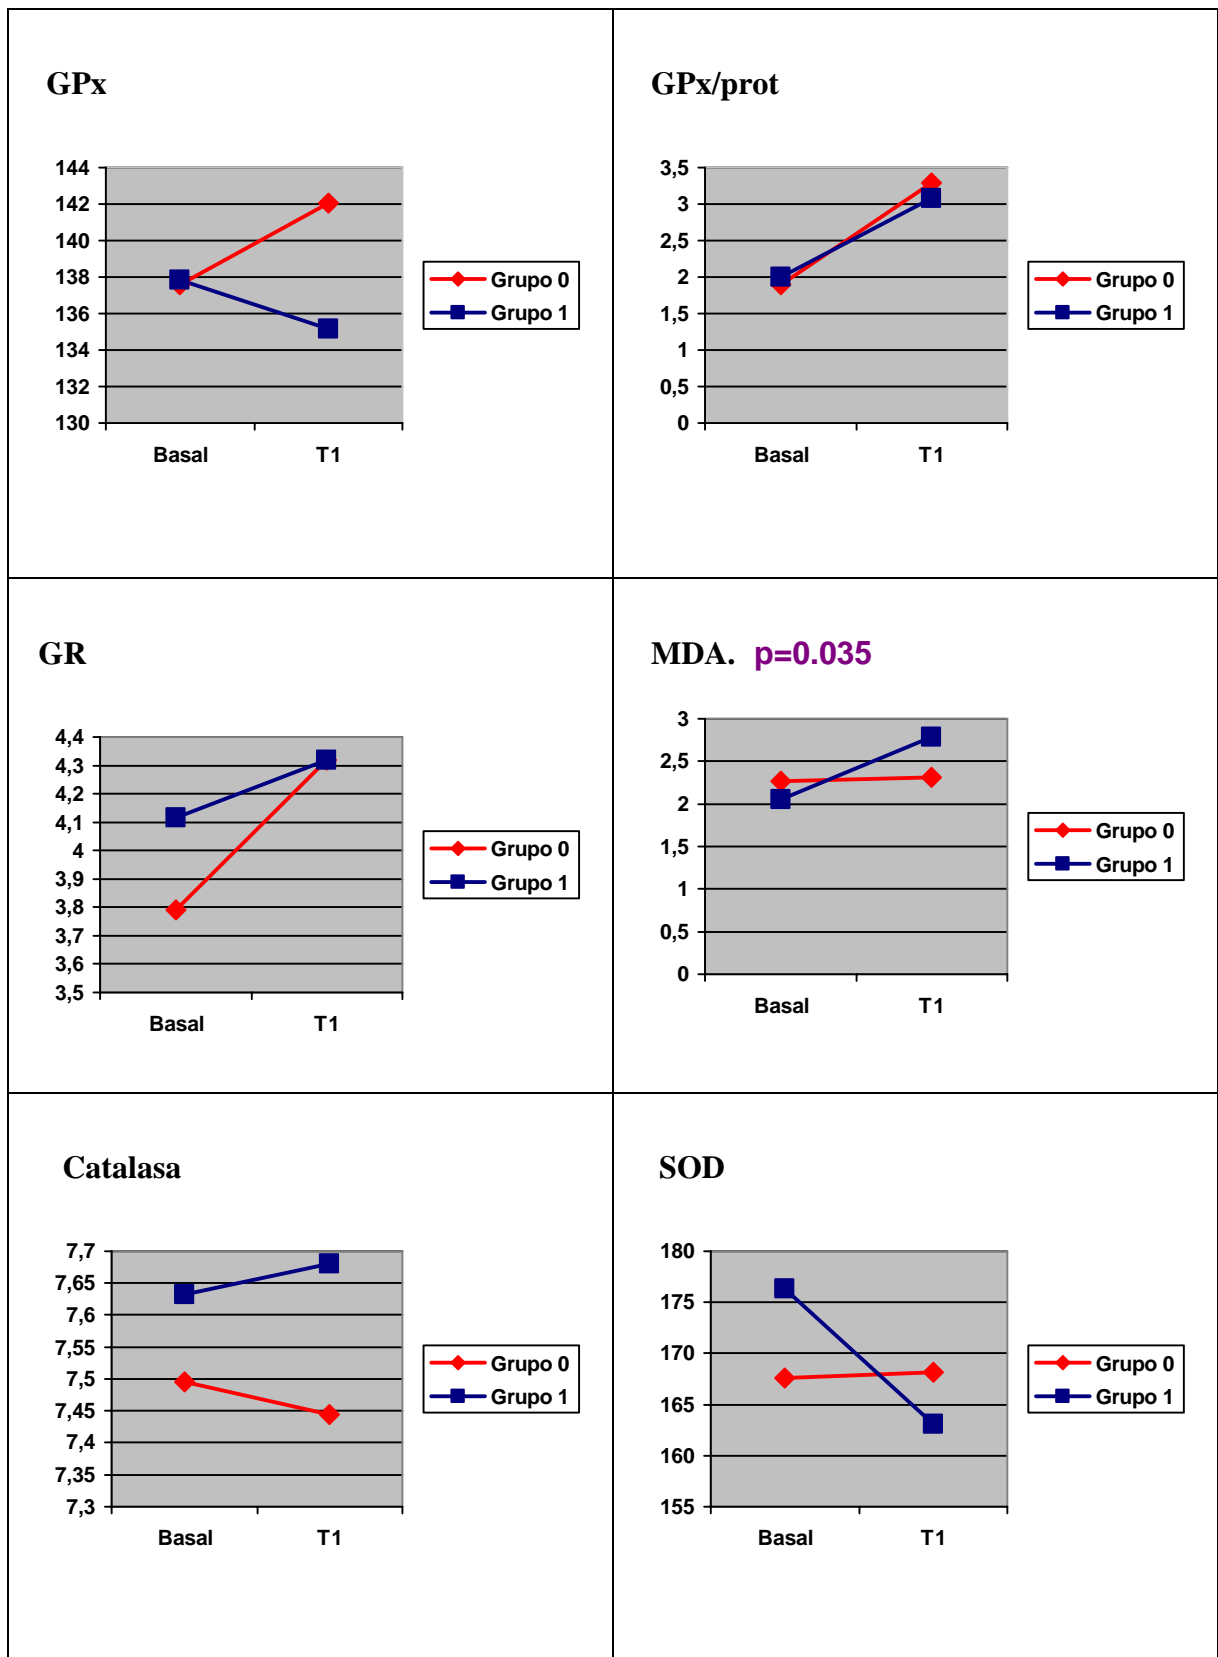 GPx
144
142
140
138
136
134
132
130
Basal T1
Grupo 0
Grupo 1
GPx/prot
3,5
3
2,5
2
1,5
1
0,5
0
Basal T1
Grupo 0
Grupo 1
GR
4,4
4,3
4,2
4,1
4
3,9
3,8
3,7
3,6
3,5
Basal T1
Grupo 0
Grupo 1
MDA. p=0.035
3
2,5
2
1,5
1
0,5
0
Basal T1
Grupo 0
Grupo 1
Catalasa
7,7
7,65
7,6
7,55
7,5
7,45
7,4
7,35
7,3
Basal T1
Grupo 0
Grupo 1
SOD
180
175
170
165
160
155
Basal T1
Grupo 0
Grupo 1